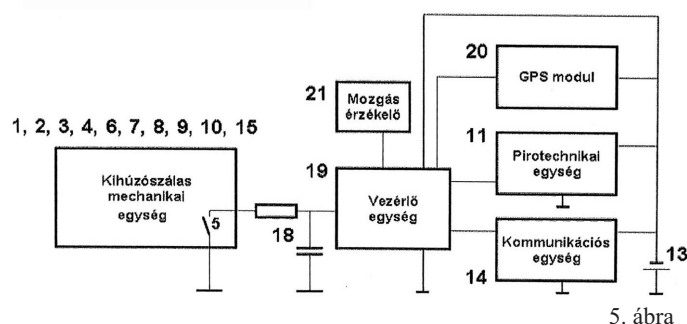 20
GPS modul
21
Mozgás
érzékelő
1, 2, 3, 4, 6, 7, 8, 9, 10, 15
11
Pirotechnikai
egység
19
Kihúzószálas
mechanikai
egység
5
18
Vezérlő
egység
Kommunikációs
egység
14
13
5. ábra